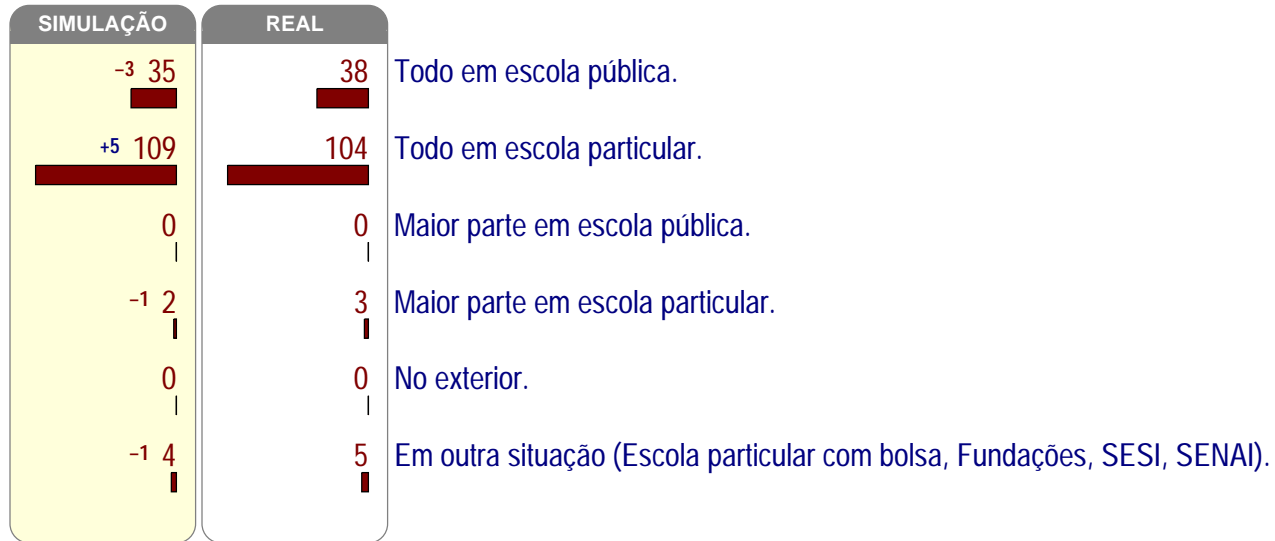 SIMULAÇÃO REAL
−3 35 38 Todo em escola pública.
+5 109 104 Todo em escola particular.
0 0 Maior parte em escola pública.
−1 2 3 Maior parte em escola particular.
0 0 No exterior.
−1 4 5 Em outra situação (Escola particular com bolsa, Fundações, SESI, SENAI).